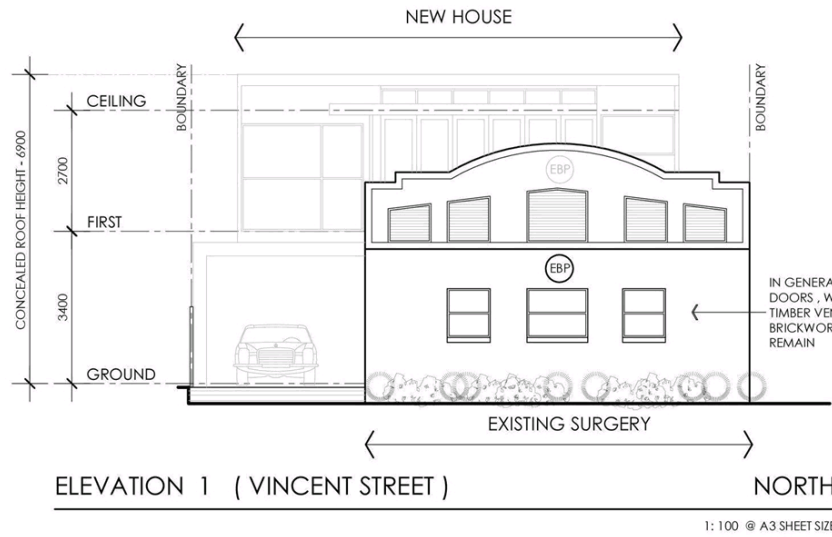 NEW HOUSE
BOUNDARY
BOUNDARY
CEILING
CONCEALED ROOF HEIGHT - 6900
2700
EBP
FIRST
EBP
3400
IN GENERA
DOORS , W
TIMBER VE
BRICKWOR
REMAIN
GROUND
EXISTING SURGERY
ELEVATION 1 ( VINCENT STREET )
NORTH
1: 100 @ A3 SHEET SIZE